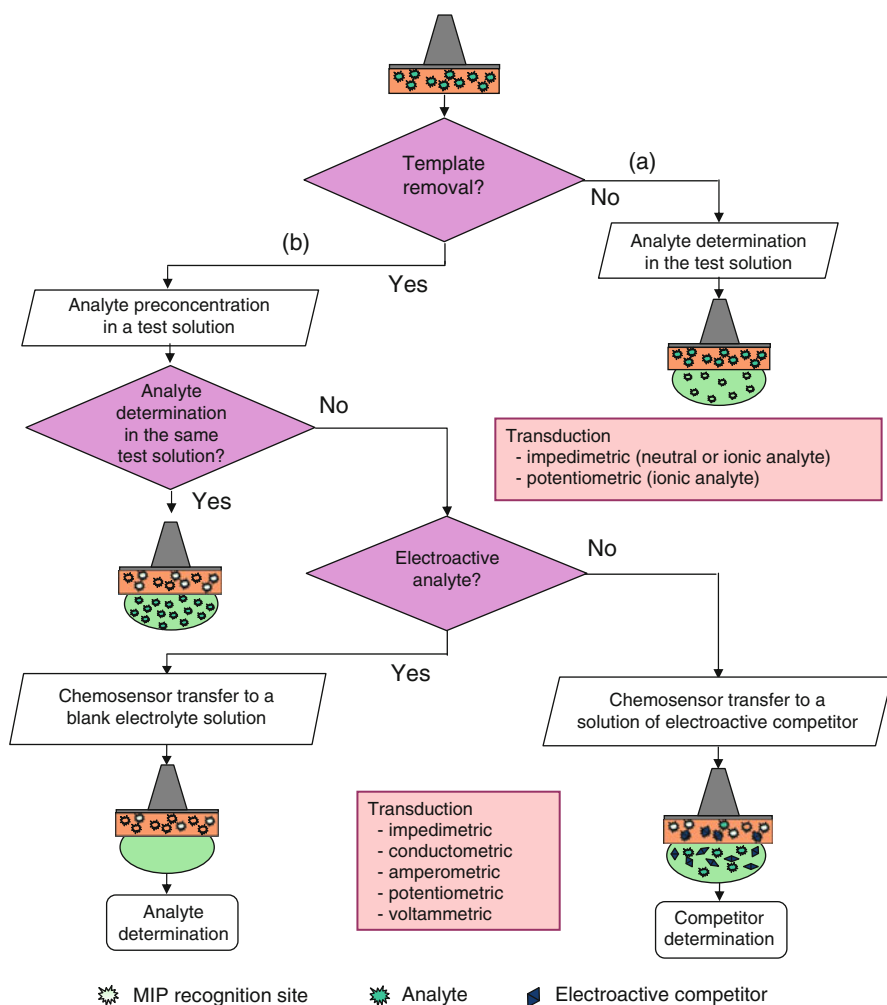 Template
removal?
(a)
No
Analyte determination
in the test solution
(b)
Yes
Analyte preconcentration
in a test solution
Analyte
determination
in the same
test solution?
No
Yes
Transduction
- impedimetric (neutral or ionic analyte)
- potentiometric (ionic analyte)
Electroactive
analyte?
No
Yes
Chemosensor transfer to a
blank electrolyte solution
Chemosensor transfer to a
solution of electroactive competitor
Transduction
- impedimetric
- conductometric
- amperometric
- potentiometric
- voltammetric
Analyte
determination
Competitor
determination
MIP recognition site
Analyte
Electroactive competitor